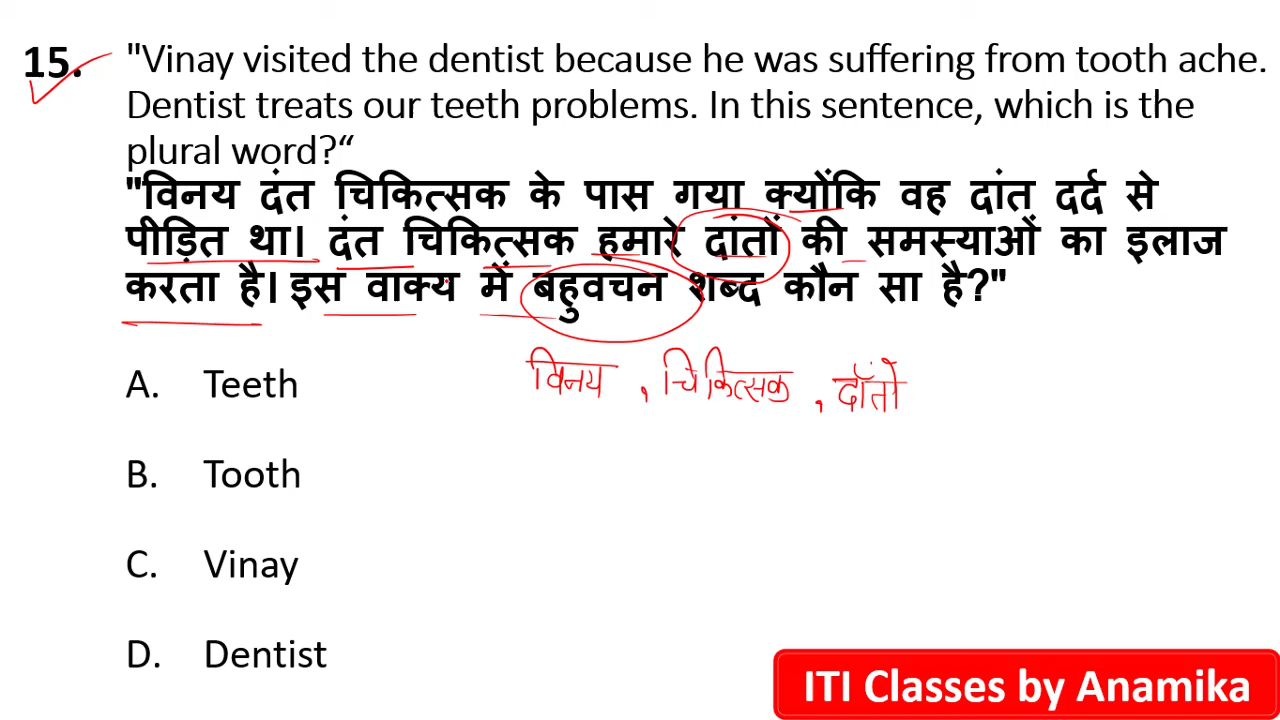 15. "Vinay visited the dentist because he was suffering from tooth ache.
Dentist treats our teeth problems. In this sentence, which is the
plural word?“
"विनय दंत चिकित्सक के पास गया क्योंकि वह दांत दर्द से
पीड़ित था। दंत चिकित्सक हमारे दांतों की समस्याओं का इलाज
करता है। इस वाक्य में बहुवचन शब्द कौन सा है?"
विनय , चिकित्सक , दाँतों
A. Teeth
B. Tooth
C. Vinay
D. Dentist
ITI Classes by Anamika